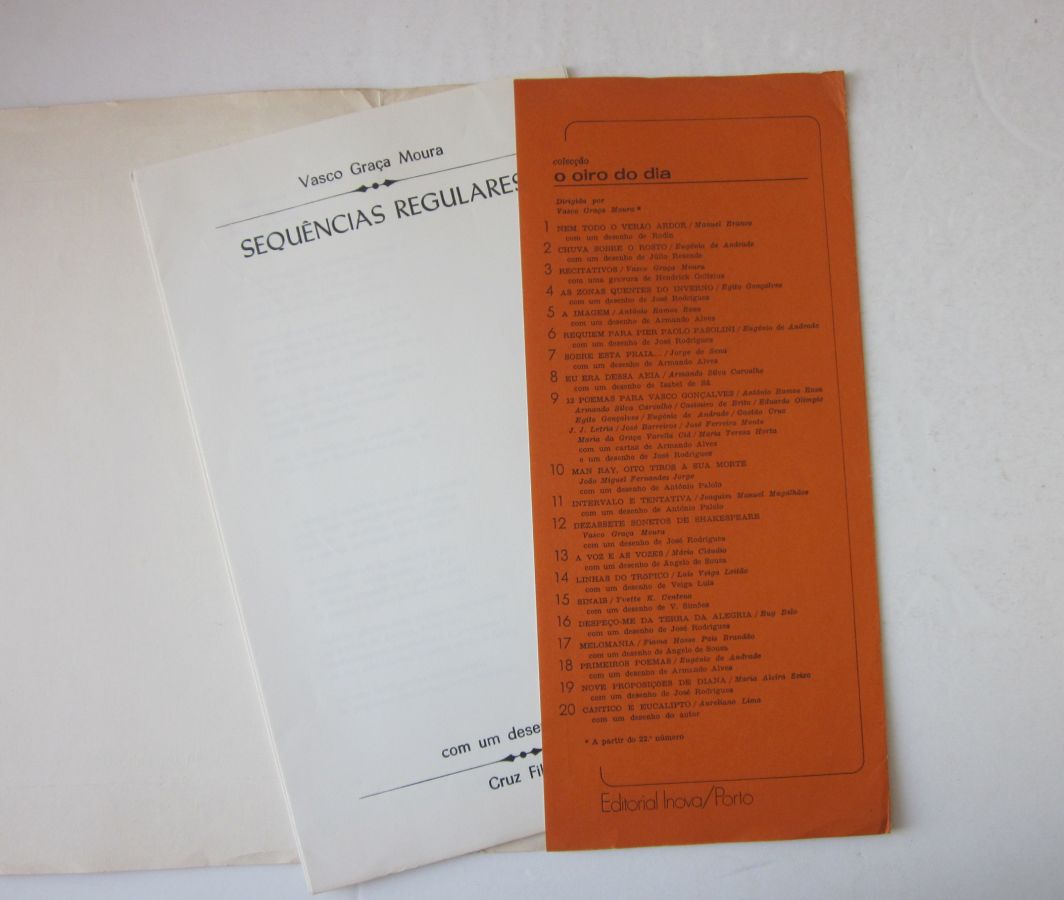 Vasco Graça Moura
SEQUÊNCIAS REGULARES
com um dese
Cruz Fil
colecção
o oiro do dia
Dirigida por
Vasco Graça Moura *
1 NEM TODO O VERÃO ARDOR / Manuel Branco
com um desenho de Rodin
2 CHUVA SOBRE O ROSTO / Eugénio de Andrade
com um desenho de Júlio Resende
3 RECITATIVOS / Vasco Graça Moura
com uma gravura de Hendrick Goltzius
4 AS ZONAS QUENTES DO INVERNO / Egito Gonçalves
com um desenho de José Rodrigues
5 A IMAGEM / António Ramos Rosa
com um desenho de Armando Alves
6 REQUIEM PARA PIER PAOLO PASOLINI / Eugénio de Andrade
com um desenho de José Rodrigues
7 SOBRE ESTA PRAIA... / Jorge de Sena
com um desenho de Armando Alves
8 EU ERA DESSA AEIA / Armando Silva Carvalho
com um desenho de Isabel de Sá
9 12 POEMAS PARA VASCO GONÇALVES / António Ramos Rosa
Armando Silva Carvalho / Casimiro de Brito / Eduardo Olímpio
Egito Gonçalves / Eugénio de Andrade / Gastão Cruz
J. J. Letria / José Barreiros / José Ferreira Monte
Maria da Graça Varella Cid / Maria Teresa Horta
com um cartaz de Armando Alves
e um desenho de José Rodrigues
10 MAN RAY, OITO TIROS A SUA MORTE
João Miguel Fernandes Jorge
com um desenho de António Palolo
11 INTERVALO E TENTATIVA / Joaquim Manuel Magalhães
com um desenho de António Palolo
12 DEZASSETE SONETOS DE SHAKESPEARE
Vasco Graça Moura
com um desenho de José Rodrigues
13 A VOZ E AS VOZES / Mário Cláudio
com um desenho de Angelo de Sousa
14 LINHAS DO TRÓPICO / Luís Veiga Leitão
com um desenho de Veiga Luís
15 SINAIS / Yvette K. Centeno
com um desenho de V. Simões
16 DESPEÇO-ME DA TERRA DA ALEGRIA / Ruy Belo
com um desenho de José Rodrigues
17 MELOMANIA / Fiama Hasse Pais Brandão
com um desenho de Angelo de Sousa
18 PRIMEIROS POEMAS / Eugénio de Andrade
com um desenho de Armando Alves
19 NOVE PROPOSIÇÕES DE DIANA / Maria Alzira Seixo
com um desenho de José Rodrigues
20 CANTICO E EUCALIPTO / Aureliano Lima
com um desenho do autor
* A partir do 22.º número
Editorial Inova/Porto